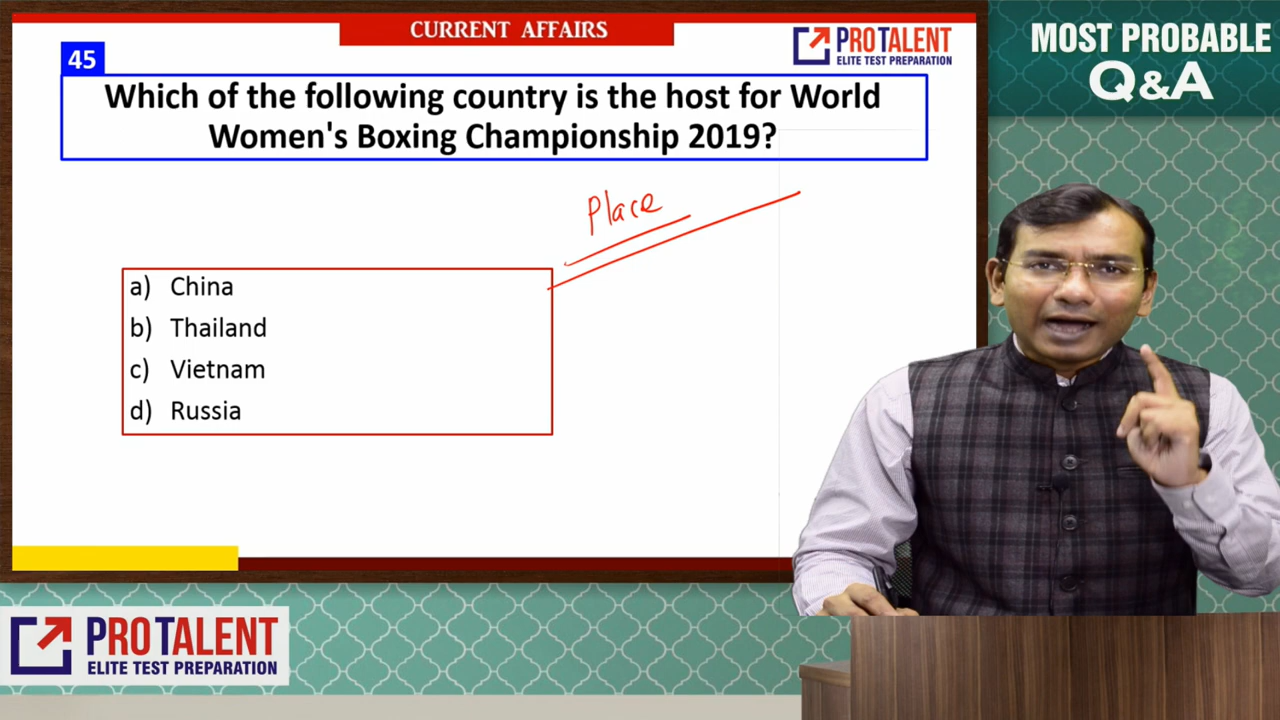 CURRENT AFFAIRS
PROTALENT
ELITE TEST PREPARATION
MOST PROBABLE
Q&A
45
Which of the following country is the host for World
Women's Boxing Championship 2019?
Place
a) China
b) Thailand
c) Vietnam
d) Russia
PROTALENT
ELITE TEST PREPARATION